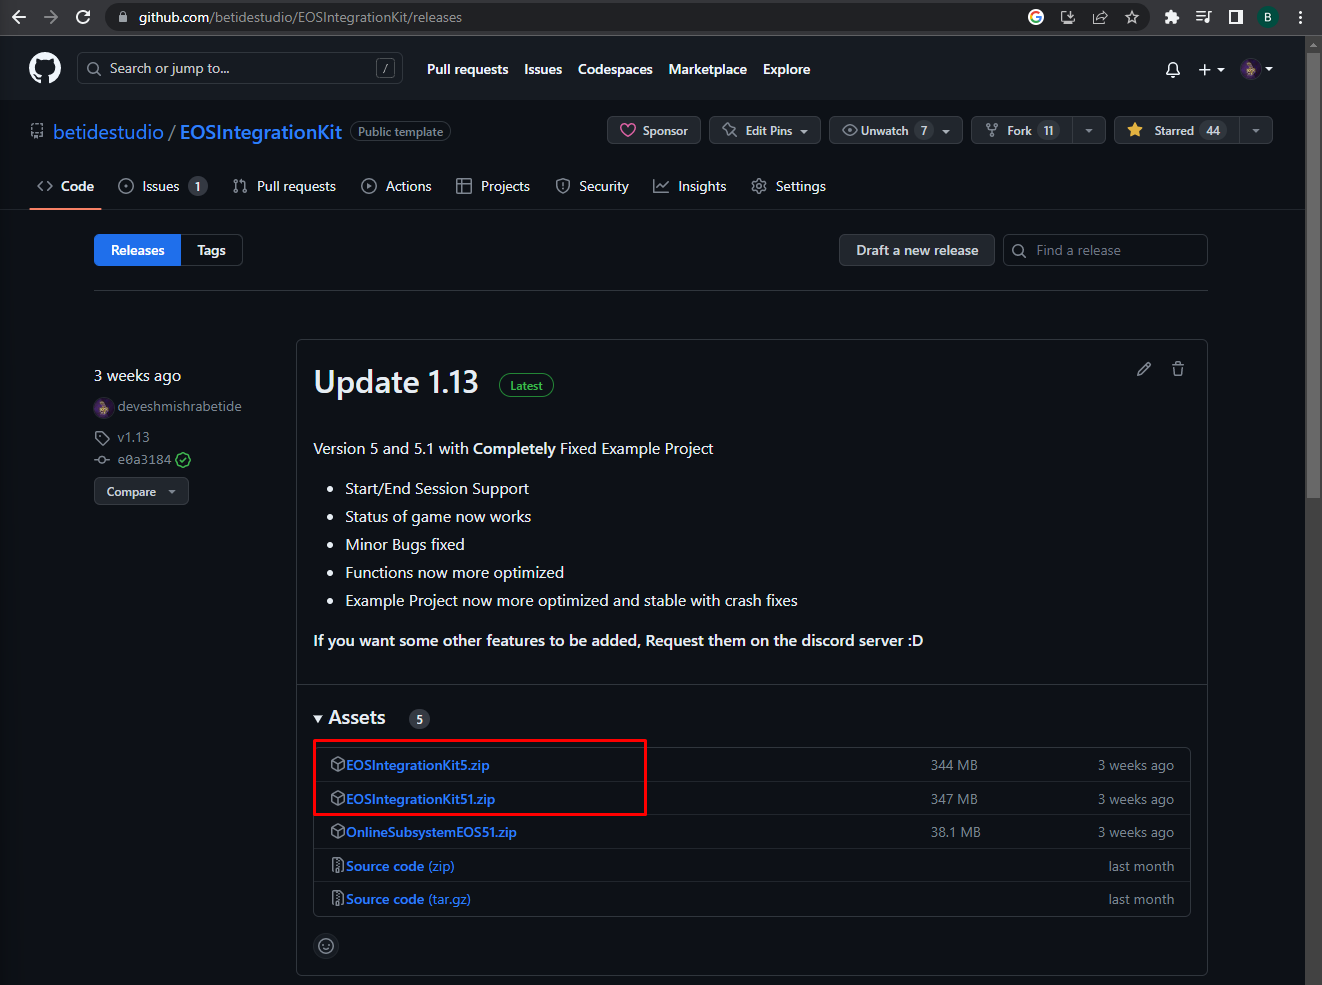 github.com/betidestudio/EOSIntegrationKit/releases
B
Search or jump to... / Pull requests Issues Codespaces Marketplace Explore
betidestudio / EOSIntegrationKit Public template Sponsor Edit Pins Unwatch 7 Fork 11 Starred 44
Code Issues 1 Pull requests Actions Projects Security Insights Settings
Releases Tags Draft a new release Find a release
3 weeks ago
deveshmishrabetide
v1.13
e0a3184
Compare
Update 1.13 Latest
Version 5 and 5.1 with Completely Fixed Example Project
• Start/End Session Support
• Status of game now works
• Minor Bugs fixed
• Functions now more optimized
• Example Project now more optimized and stable with crash fixes
If you want some other features to be added, Request them on the discord server :D
Assets 5
EOSIntegrationKit5.zip 344 MB 3 weeks ago
EOSIntegrationKit51.zip 347 MB 3 weeks ago
OnlineSubsystemEOS51.zip 38.1 MB 3 weeks ago
Source code (zip) last month
Source code (tar.gz) last month